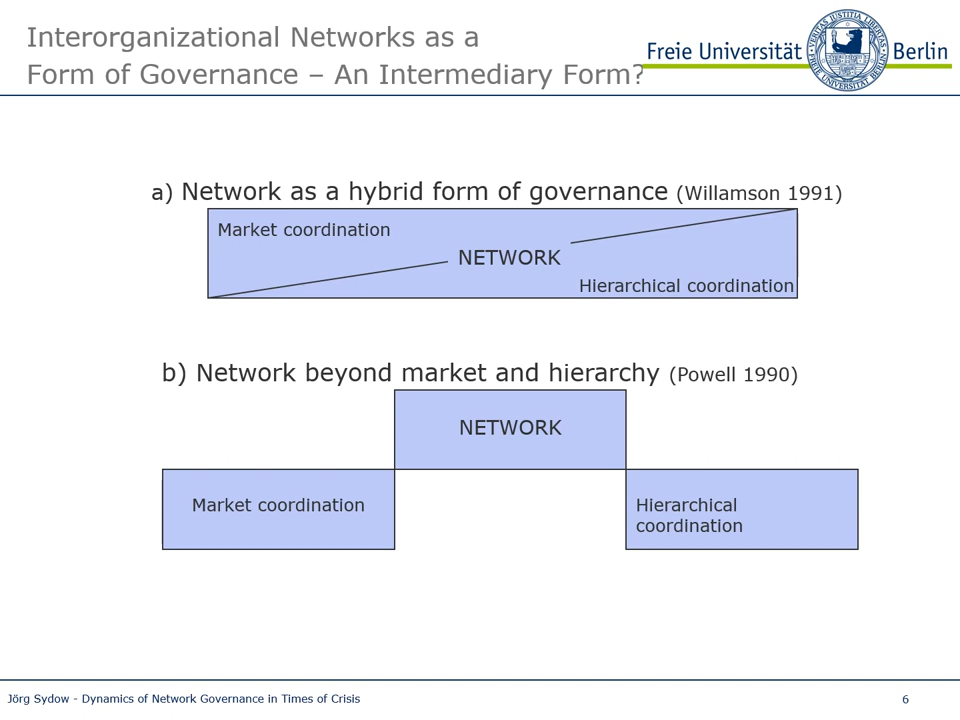 Interorganizational Networks as a
Form of Governance – An Intermediary Form?
Freie Universität Berlin
a) Network as a hybrid form of governance (Willamson 1991)
Market coordination
NETWORK
Hierarchical coordination
b) Network beyond market and hierarchy (Powell 1990)
NETWORK
Market coordination
Hierarchical
coordination
Jörg Sydow - Dynamics of Network Governance in Times of Crisis
6